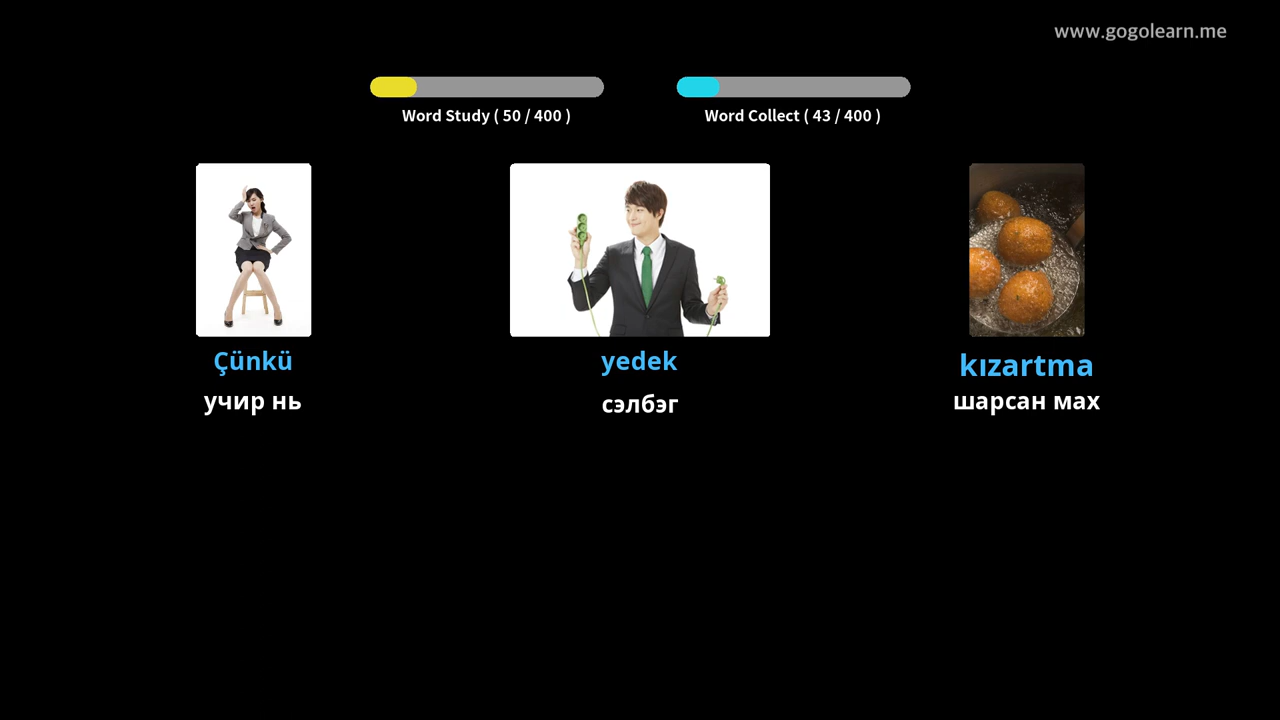 www.gogolearn.me
Word Study ( 50 / 400 )
Word Collect ( 43 / 400 )
Çünkü
yedek
kızartma
учир нь
сэлбэг
шарсан мах